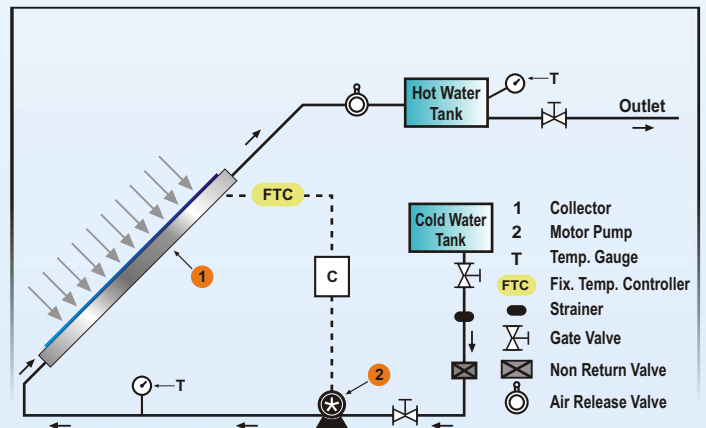 T
Hot Water
Tank
Outlet
FTC
Cold Water
Tank
C
1
2
T
1 Collector
2 Motor Pump
T Temp. Gauge
FTC Fix. Temp. Controller
Strainer
Gate Valve
Non Return Valve
Air Release Valve